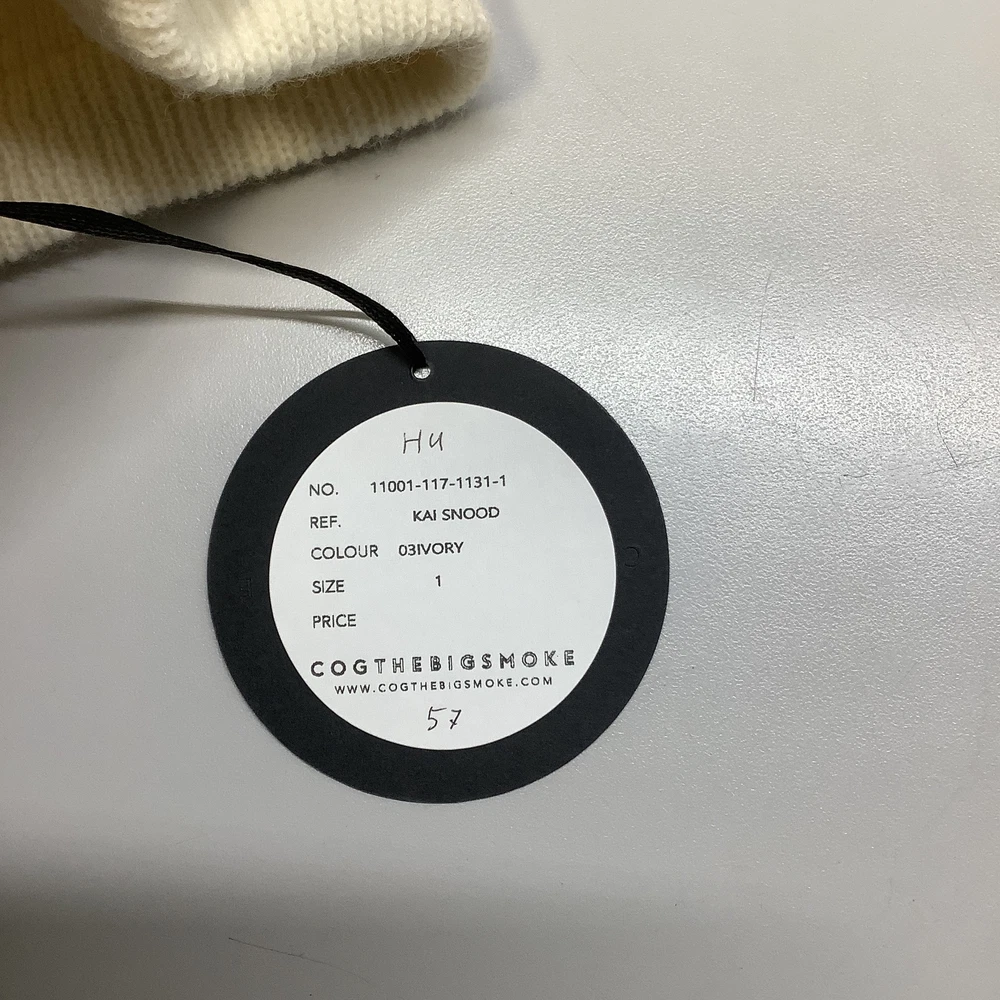 HU
NO. 11001-117-1131-1
REF. KAI SNOOD
COLOUR 03IVORY
SIZE 1
PRICE
COGTHEBIGSMOKE
WWW.COGTHEBIGSMOKE.COM
57